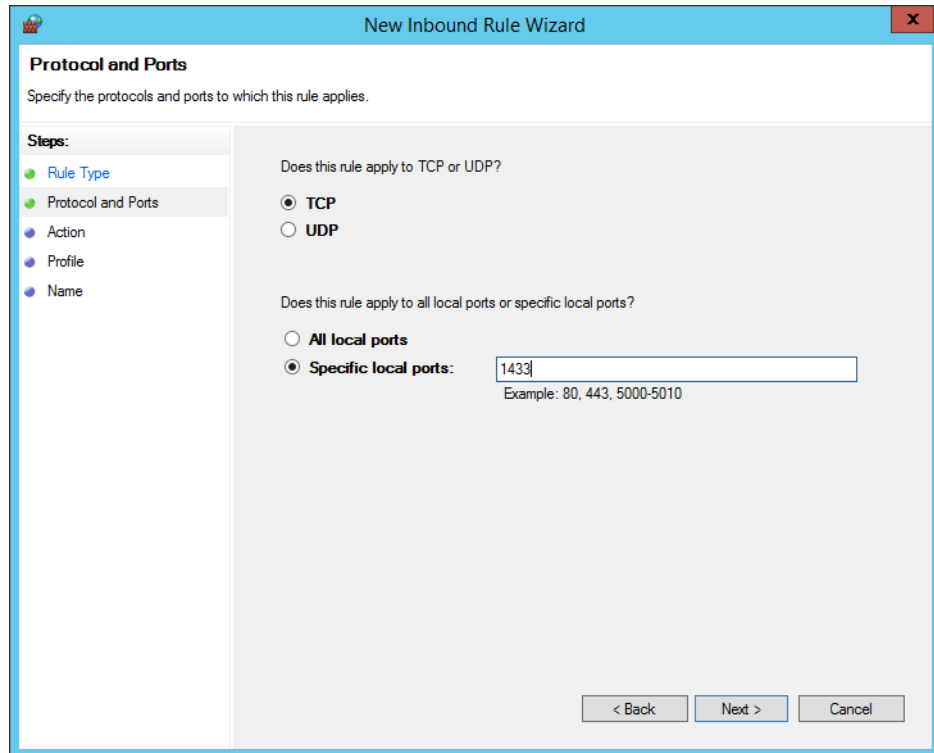 New Inbound Rule Wizard
x
Protocol and Ports
Specify the protocols and ports to which this rule applies.
Steps:
Rule Type
Protocol and Ports
Action
Profile
Name
Does this rule apply to TCP or UDP?
TCP
UDP
Does this rule apply to all local ports or specific local ports?
All local ports
Specific local ports:
1433
Example: 80, 443, 5000-5010
< Back
Next >
Cancel